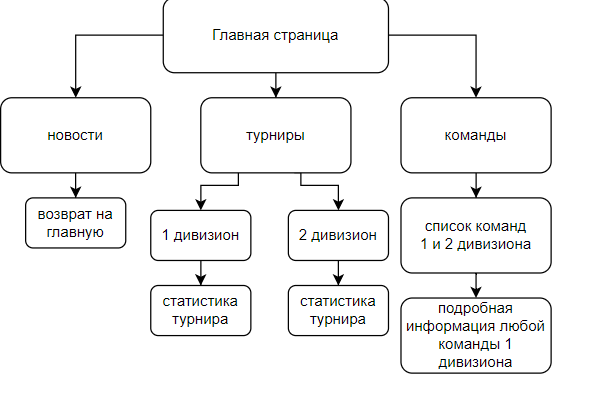 Главная страница
новости
турниры
команды
возврат на
главную
1 дивизион
2 дивизион
список команд
1 и 2 дивизиона
статистика
турнира
статистика
турнира
подробная
информация любой
команды 1
дивизиона